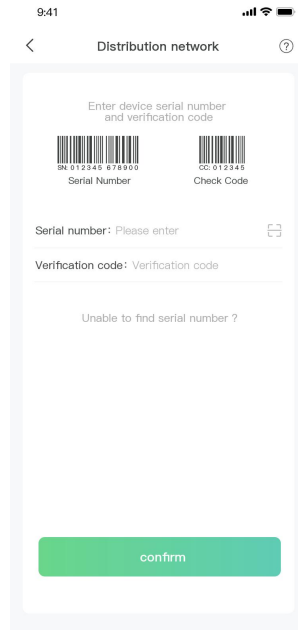 9:41
Distribution network
?
Enter device serial number
and verification code
SN: 012345 678900
CC: 012345
Serial Number
Check Code
Serial number: Please enter
Verification code: Verification code
Unable to find serial number ?
confirm